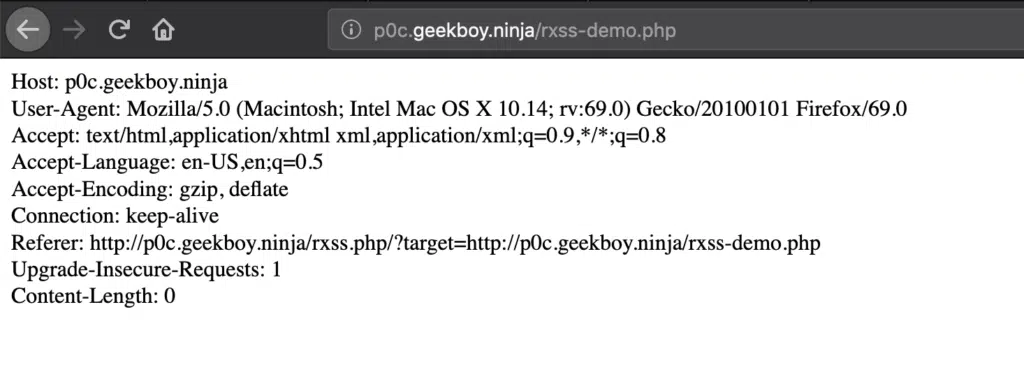 p0c.geekboy.ninja/rxss-demo.php
Host: p0c.geekboy.ninja
User-Agent: Mozilla/5.0 (Macintosh; Intel Mac OS X 10.14; rv:69.0) Gecko/20100101 Firefox/69.0
Accept: text/html,application/xhtml xml,application/xml;q=0.9,*/*;q=0.8
Accept-Language: en-US,en;q=0.5
Accept-Encoding: gzip, deflate
Connection: keep-alive
Referer: http://p0c.geekboy.ninja/rxss.php/?target=http://p0c.geekboy.ninja/rxss-demo.php
Upgrade-Insecure-Requests: 1
Content-Length: 0